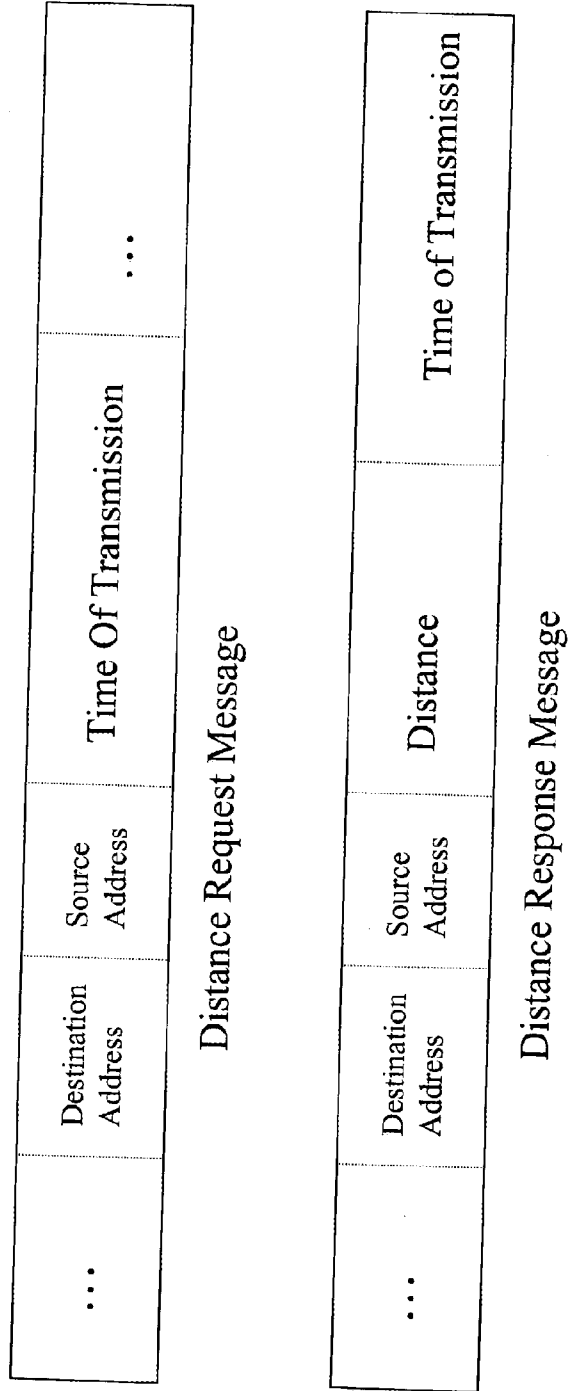 ...
Destination
Address
Source
Address
Time Of Transmission
...
Distance Request Message
...
Destination
Address
Source
Address
Distance
Time of Transmission
Distance Response Message